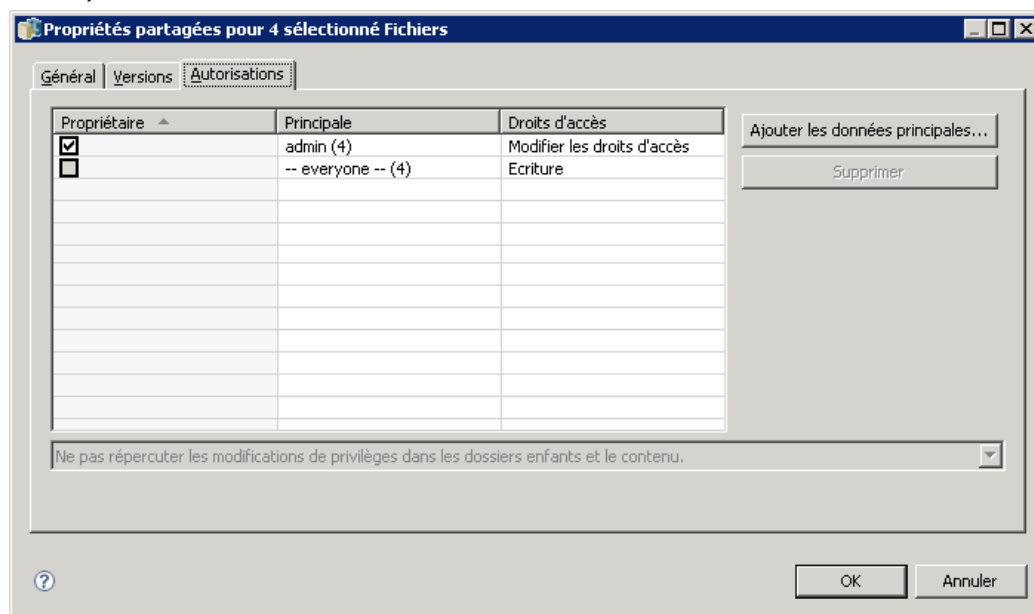 Propriétés partagées pour 4 sélectionné Fichiers
Général Versions Autorisations
Propriétaire Principale Droits d'accès
admin (4) Modifier les droits d'accès
-- everyone -- (4) Ecriture
Ajouter les données principales...
Supprimer
Ne pas répercuter les modifications de privilèges dans les dossiers enfants et le contenu.
? OK Annuler